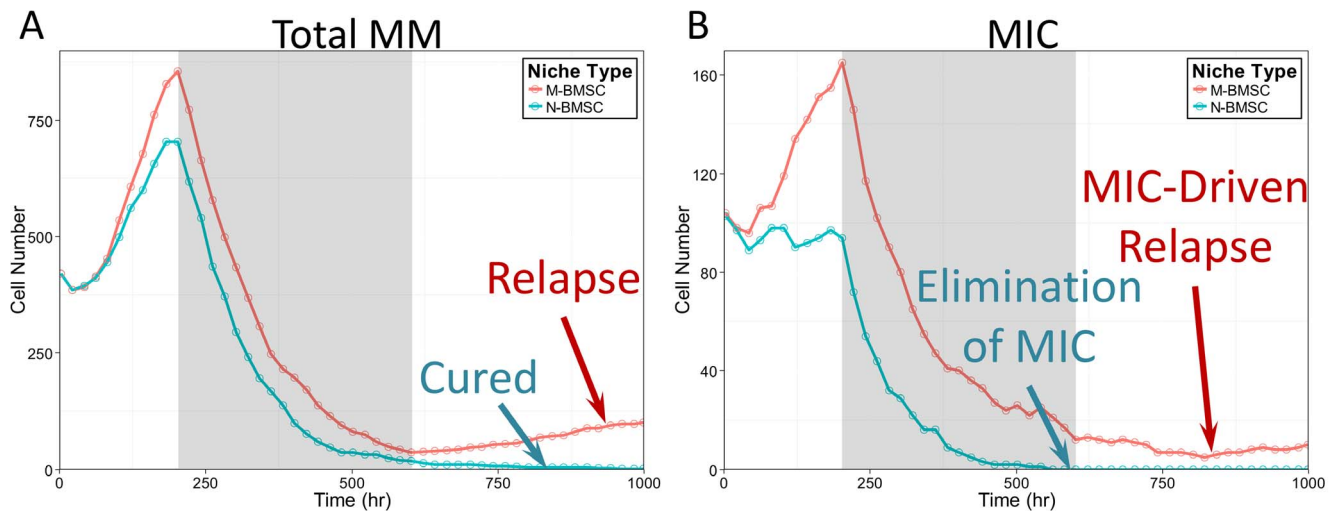 A
Total MM
Niche Type
M-BMSC
N-BMSC
Relapse
Cured
Cell Number
750
500
250
0
0
250
500
750
1000
Time (hr)
B
MIC
Niche Type
M-BMSC
N-BMSC
MIC-Driven
Relapse
Elimination
of MIC
Cell Number
160
120
80
40
0
0
250
500
750
1000
Time (hr)